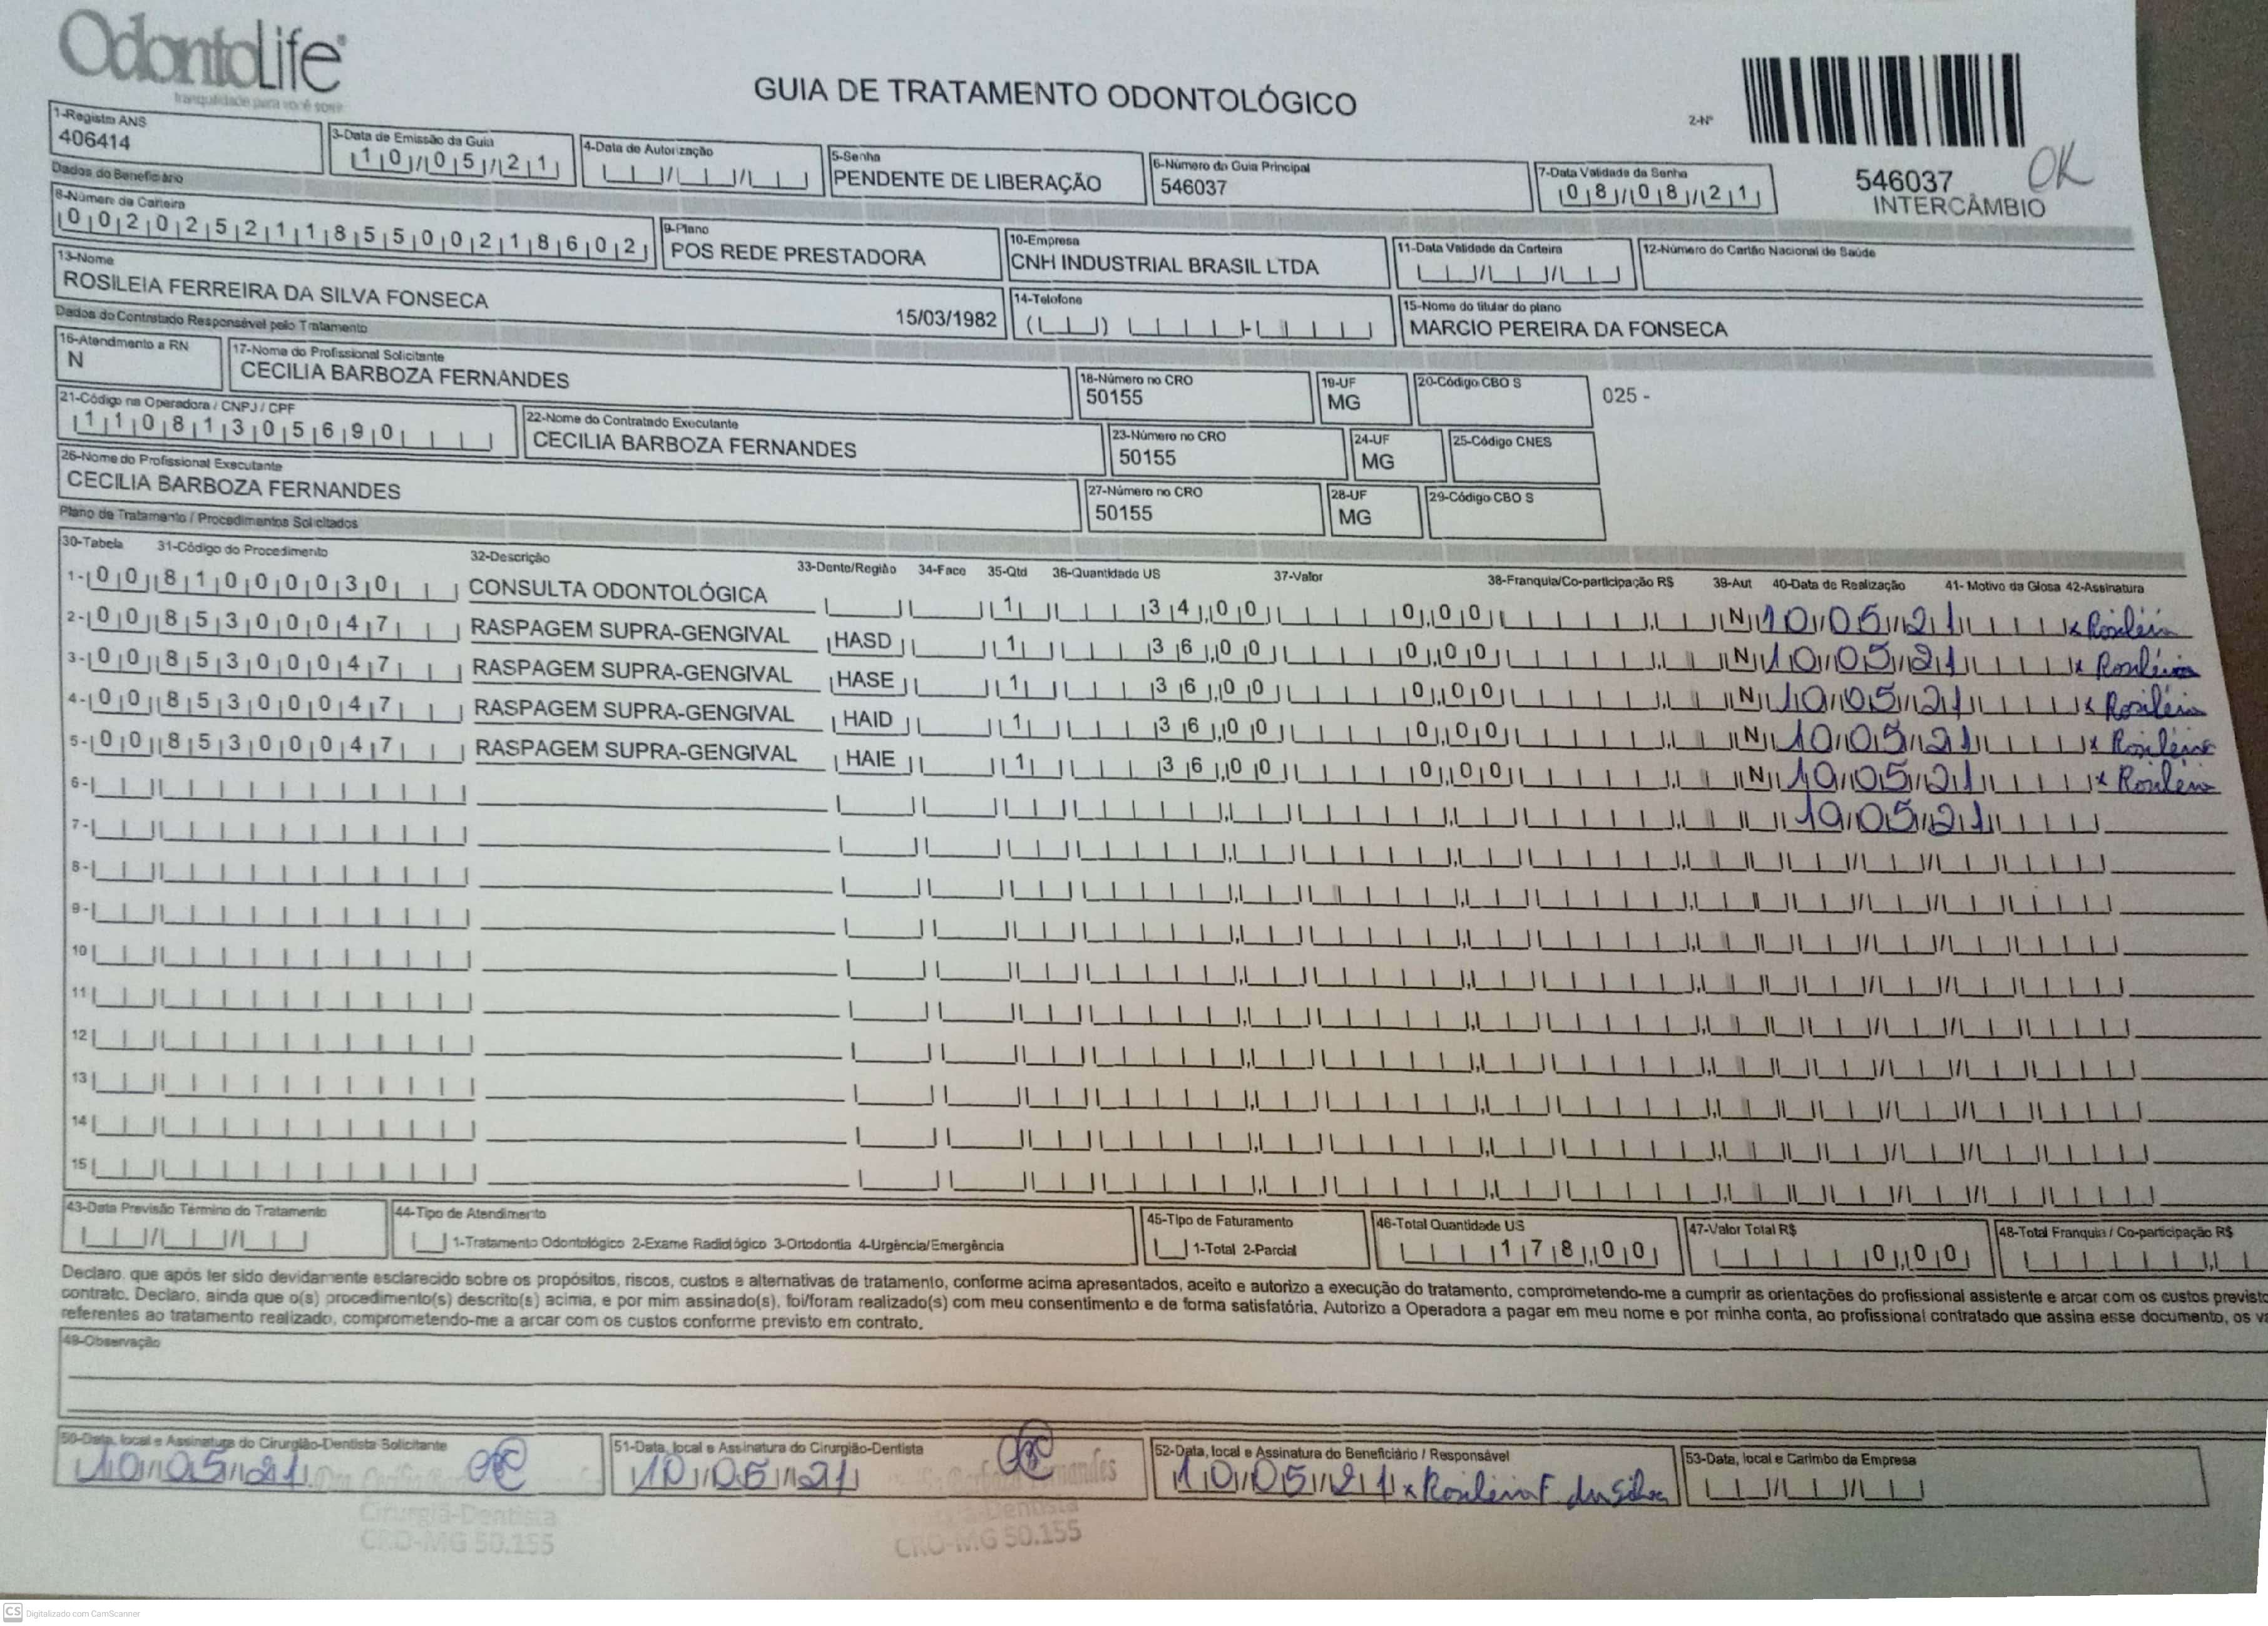 OdontoLife
tranquilidade para você sorrir
GUIA DE TRATAMENTO ODONTOLÓGICO
2-Nº
546037
INTERCÂMBIO
OK
1-Registro ANS
406414
3-Data de Emissão da Guia
10/05/21
4-Data de Autorização
5-Senha
PENDENTE DE LIBERAÇÃO
6-Número do Guia Principal
546037
7-Data Validade da Senha
08/08/21
Dados do Beneficiário
8-Número da Carteira
00202521185500218602
9-Plano
POS REDE PRESTADORA
10-Empresa
CNH INDUSTRIAL BRASIL LTDA
11-Data Validade da Carteira
12-Número do Cartão Nacional de Saúde
13-Nome
ROSILEIA FERREIRA DA SILVA FONSECA 15/03/1982
14-Telefone
15-Nome do titular do plano
MARCIO PEREIRA DA FONSECA
Dados do Contratado Responsável pelo Tratamento
16-Atendimento a RN
N
17-Nome do Profissional Solicitante
CECILIA BARBOZA FERNANDES
18-Número no CRO
50155
19-UF
MG
20-Código CBO S
025 -
21-Código na Operadora / CNPJ / CPF
11081305690
22-Nome do Contratado Executante
CECILIA BARBOZA FERNANDES
23-Número no CRO
50155
24-UF
MG
25-Código CNES
26-Nome do Profissional Executante
CECILIA BARBOZA FERNANDES
27-Número no CRO
50155
28-UF
MG
29-Código CBO S
Plano de Tratamento / Procedimentos Solicitados
30-Tabela 31-Código do Procedimento 32-Descrição 33-Dente/Região 34-Face 35-Qtd 36-Quantidade US 37-Valor 38-Franquia/Co-participação R$ 39-Aut 40-Data de Realização 41- Motivo da Glosa 42-Assinatura
1- 00 81000030 CONSULTA ODONTOLÓGICA 1 34,00 0,00 N 10/05/21 x Rosiléia
2- 00 85300047 RASPAGEM SUPRA-GENGIVAL HASD 1 36,00 0,00 N 10/05/21 x Rosiléia
3- 00 85300047 RASPAGEM SUPRA-GENGIVAL HASE 1 36,00 0,00 N 10/05/21 x Rosiléia
4- 00 85300047 RASPAGEM SUPRA-GENGIVAL HAID 1 36,00 0,00 N 10/05/21 x Rosiléia
5- 00 85300047 RASPAGEM SUPRA-GENGIVAL HAIE 1 36,00 0,00 N 10/05/21 x Rosiléia
6- 10/05/21
7-
8-
9-
10
11
12
13
14
15
43-Data Previsão Término do Tratamento
44-Tipo de Atendimento
1-Tratamento Odontológico 2-Exame Radiológico 3-Ortodontia 4-Urgência/Emergência
45-Tipo de Faturamento
1-Total 2-Parcial
46-Total Quantidade US
178,00
47-Valor Total R$
0,00
48-Total Franquia / Co-participação R$
Declaro, que após ter sido devidamente esclarecido sobre os propósitos, riscos, custos e alternativas de tratamento, conforme acima apresentados, aceito e autorizo a execução do tratamento, comprometendo-me a cumprir as orientações do profissional assistente e arcar com os custos previsto
contrato. Declaro, ainda que o(s) procedimento(s) descrito(s) acima, e por mim assinado(s), foi/foram realizado(s) com meu consentimento e de forma satisfatória. Autorizo a Operadora a pagar em meu nome e por minha conta, ao profissional contratado que assina esse documento, os va
referentes ao tratamento realizado, comprometendo-me a arcar com os custos conforme previsto em contrato.
49-Observação
50-Data, local e Assinatura do Cirurgião-Dentista Solicitante
10/05/21
51-Data, local e Assinatura do Cirurgião-Dentista
10/05/21
52-Data, local e Assinatura do Beneficiário / Responsável
10/05/21 x Rosiléia F da Silva
53-Data, local e Carimbo da Empresa
Cirurgiã-Dentista
CRO-MG 50.155
Dentista
CRO-MG 50.155
CS Digitalizado com CamScanner